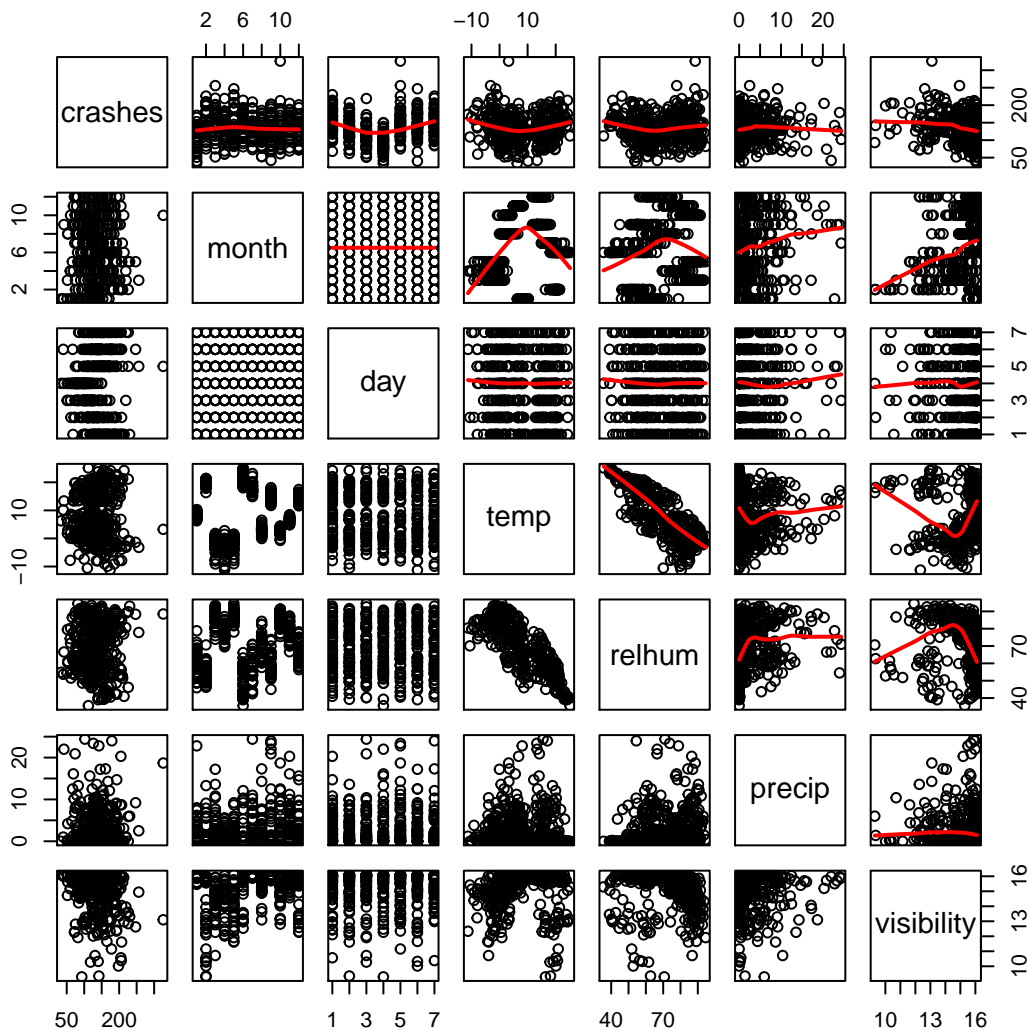 2 6 10 -10 10 0 10 20
crashes 50 200
2 6 10 month
day 1 3 5 7
-10 10 temp
relhum 40 70
0 10 20 precip
visibility 10 13 16
50 200 1 3 5 7 40 70 10 13 16